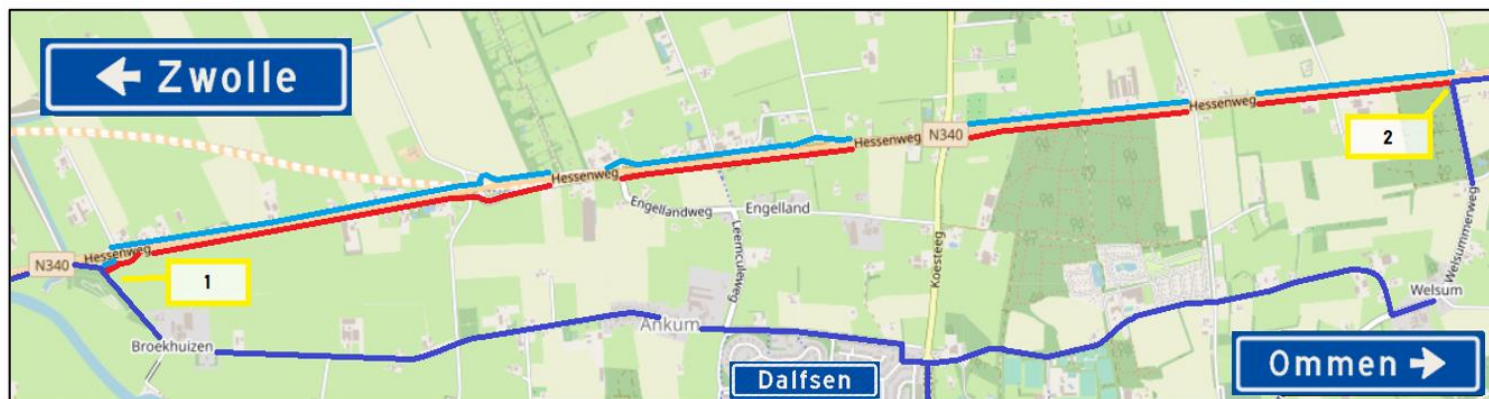 ← Zwolle
Hessenweg
2
N340
Hessenweg
Hessenweg
Hessenweg
Engellandweg
Engelland
Leemculeweg
Koesteeg
Welsummerweg
Hessenweg
N340
1
Welsum
Ankum
Broekhuizen
Dalfsen
Ommen →